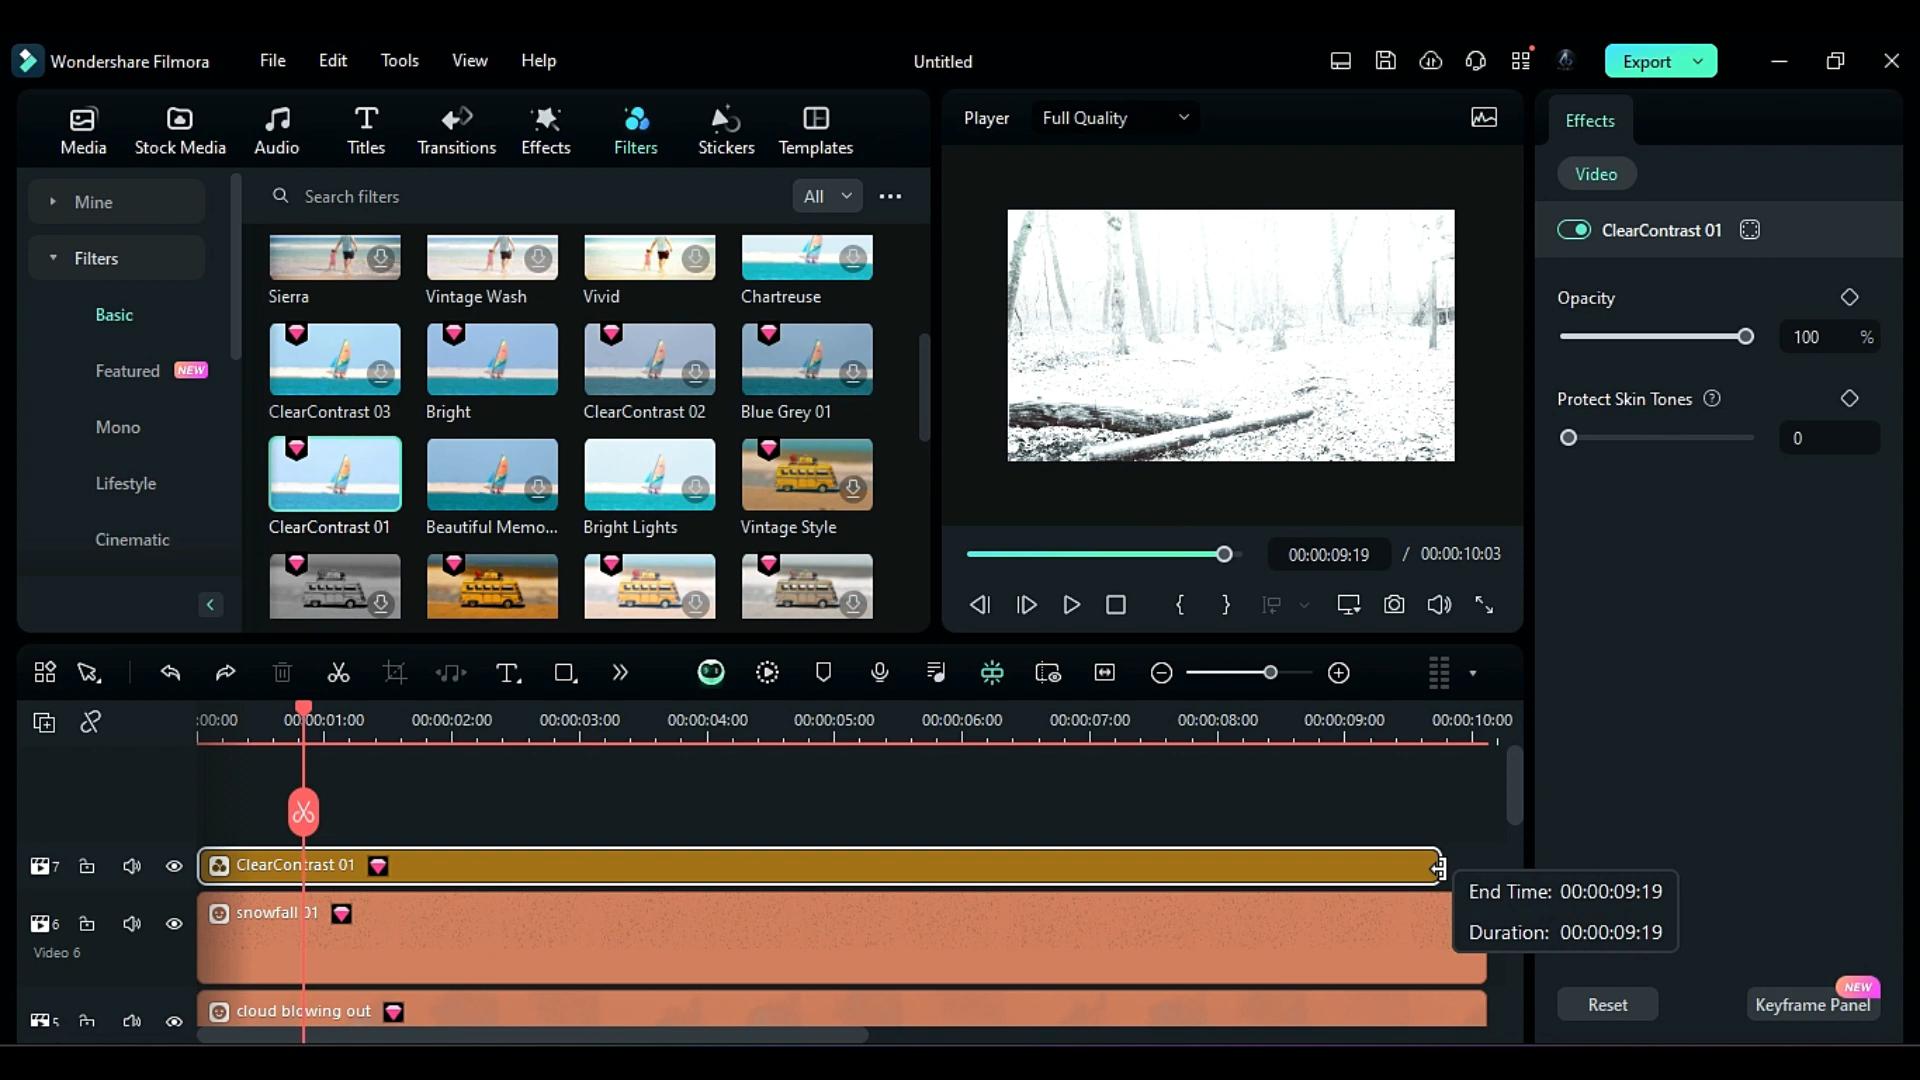 Wondershare Filmora File Edit Tools View Help Untitled Export
Media Stock Media Audio Titles Transitions Effects Filters Stickers Templates
Player Full Quality
Effects
Video
Mine
Search filters All
Filters
Basic
Featured NEW
Mono
Lifestyle
Cinematic
Sierra Vintage Wash Vivid Chartreuse
ClearContrast 03 Bright ClearContrast 02 Blue Grey 01
ClearContrast 01 Beautiful Memo... Bright Lights Vintage Style
ClearContrast 01
Opacity
100 %
Protect Skin Tones
0
00:00:09:19 / 00:00:10:03
:00:00 00:00:01:00 00:00:02:00 00:00:03:00 00:00:04:00 00:00:05:00 00:00:06:00 00:00:07:00 00:00:08:00 00:00:09:00 00:00:10:00
7 ClearContrast 01
End Time: 00:00:09:19
Duration: 00:00:09:19
6 snowfall 01
Video 6
5 cloud blowing out
Reset Keyframe Panel NEW